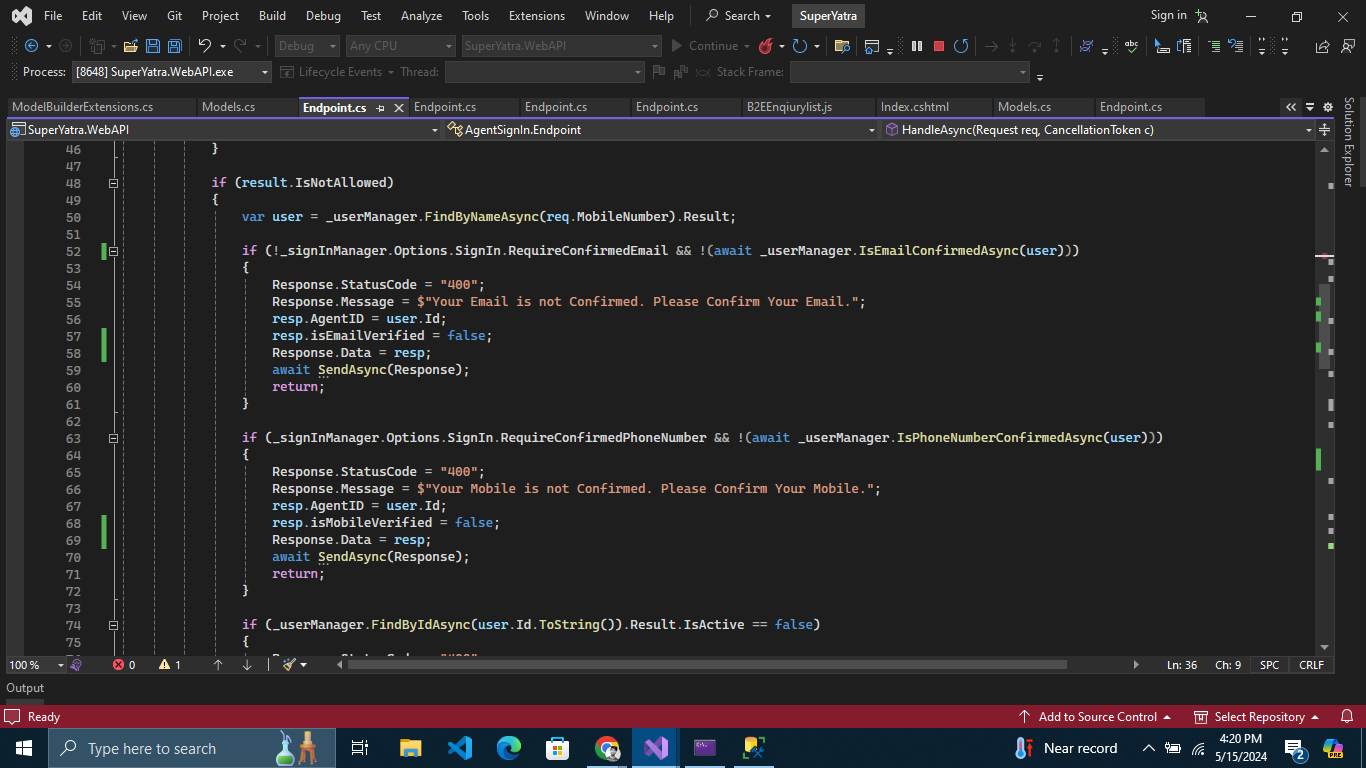 File Edit View Git Project Build Debug Test Analyze Tools Extensions Window Help Search SuperYatra Sign in
Debug Any CPU SuperYatra.WebAPI Continue
Process: [8648] SuperYatra.WebAPI.exe Lifecycle Events Thread: Stack Frame:
ModelBuilderExtensions.cs Models.cs Endpoint.cs Endpoint.cs Endpoint.cs Endpoint.cs B2EEnqiurylist.js Index.cshtml Models.cs Endpoint.cs
Solution Explorer
SuperYatra.WebAPI AgentSignIn.Endpoint HandleAsync(Request req, CancellationToken c)
46 }
47
48 if (result.IsNotAllowed)
49 {
50 var user = _userManager.FindByNameAsync(req.MobileNumber).Result;
51
52 if (!_signInManager.Options.SignIn.RequireConfirmedEmail && !(await _userManager.IsEmailConfirmedAsync(user)))
53 {
54 Response.StatusCode = "400";
55 Response.Message = $"Your Email is not Confirmed. Please Confirm Your Email.";
56 resp.AgentID = user.Id;
57 resp.isEmailVerified = false;
58 Response.Data = resp;
59 await SendAsync(Response);
60 return;
61 }
62
63 if (_signInManager.Options.SignIn.RequireConfirmedPhoneNumber && !(await _userManager.IsPhoneNumberConfirmedAsync(user)))
64 {
65 Response.StatusCode = "400";
66 Response.Message = $"Your Mobile is not Confirmed. Please Confirm Your Mobile.";
67 resp.AgentID = user.Id;
68 resp.isMobileVerified = false;
69 Response.Data = resp;
70 await SendAsync(Response);
71 return;
72 }
73
74 if (_userManager.FindByIdAsync(user.Id.ToString()).Result.IsActive == false)
75 {
100 % 0 1 Ln: 36 Ch: 9 SPC CRLF
Output
Ready Add to Source Control Select Repository
Type here to search Near record 4:20 PM
5/15/2024 2 PRE